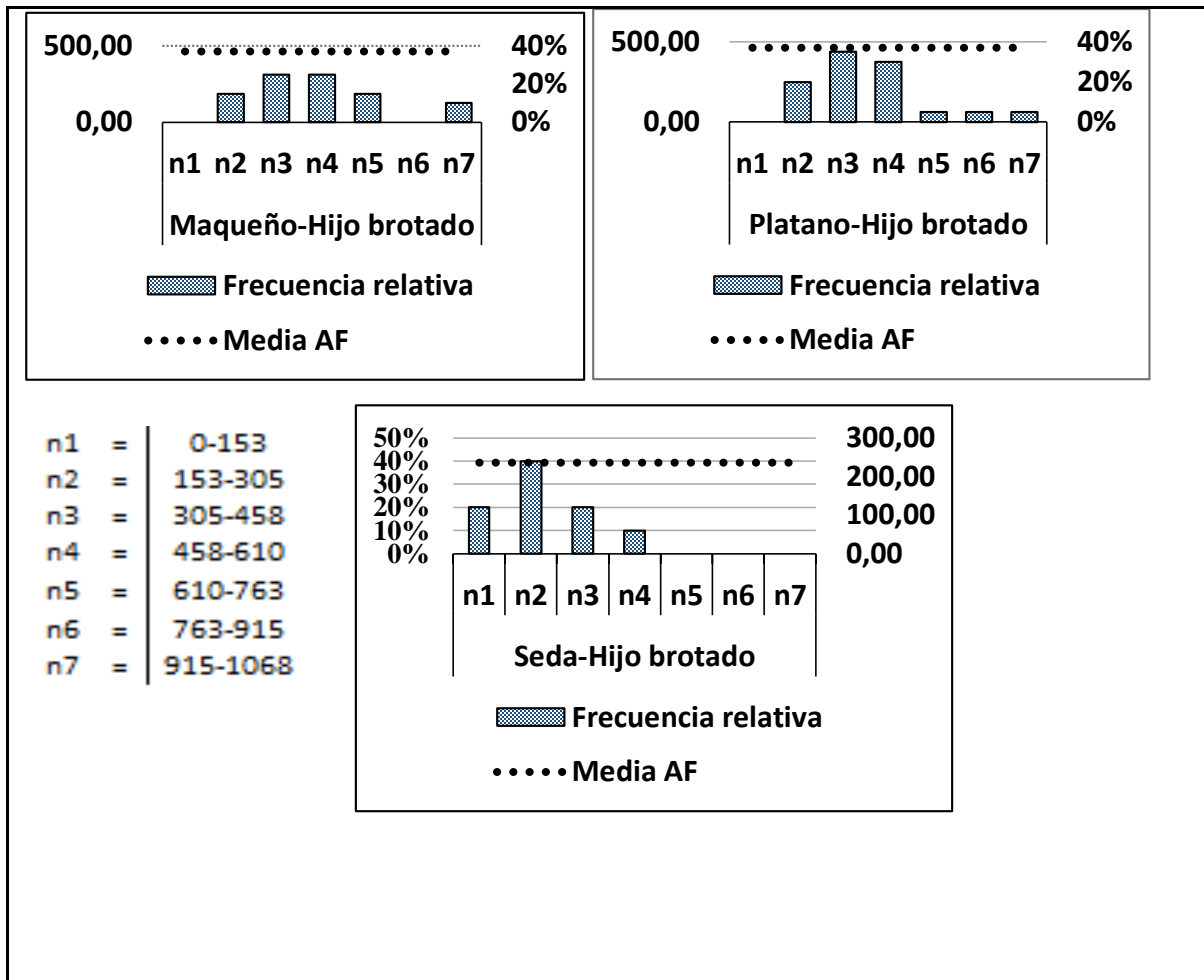 500,00
0,00
40%
20%
0%
n1 n2 n3 n4 n5 n6 n7
Maqueño-Hijo brotado
Frecuencia relativa
Media AF
500,00
0,00
40%
20%
0%
n1 n2 n3 n4 n5 n6 n7
Platano-Hijo brotado
Frecuencia relativa
Media AF
n1 = 0-153
n2 = 153-305
n3 = 305-458
n4 = 458-610
n5 = 610-763
n6 = 763-915
n7 = 915-1068
50%
40%
30%
20%
10%
0%
300,00
200,00
100,00
0,00
n1 n2 n3 n4 n5 n6 n7
Seda-Hijo brotado
Frecuencia relativa
Media AF